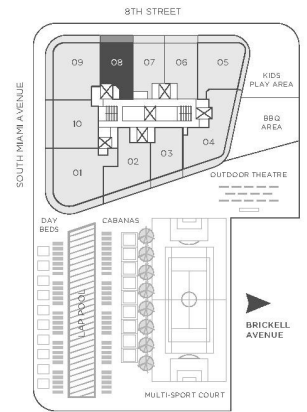 8TH STREET
SOUTH MIAMI AVENUE
09
08
07
06
05
KIDS
PLAY AREA
10
BBQ
AREA
04
03
02
01
OUTDOOR THEATRE
DAY
BEDS
CABANAS
LAP POOL
BRICKELL
AVENUE
MULTI-SPORT COURT